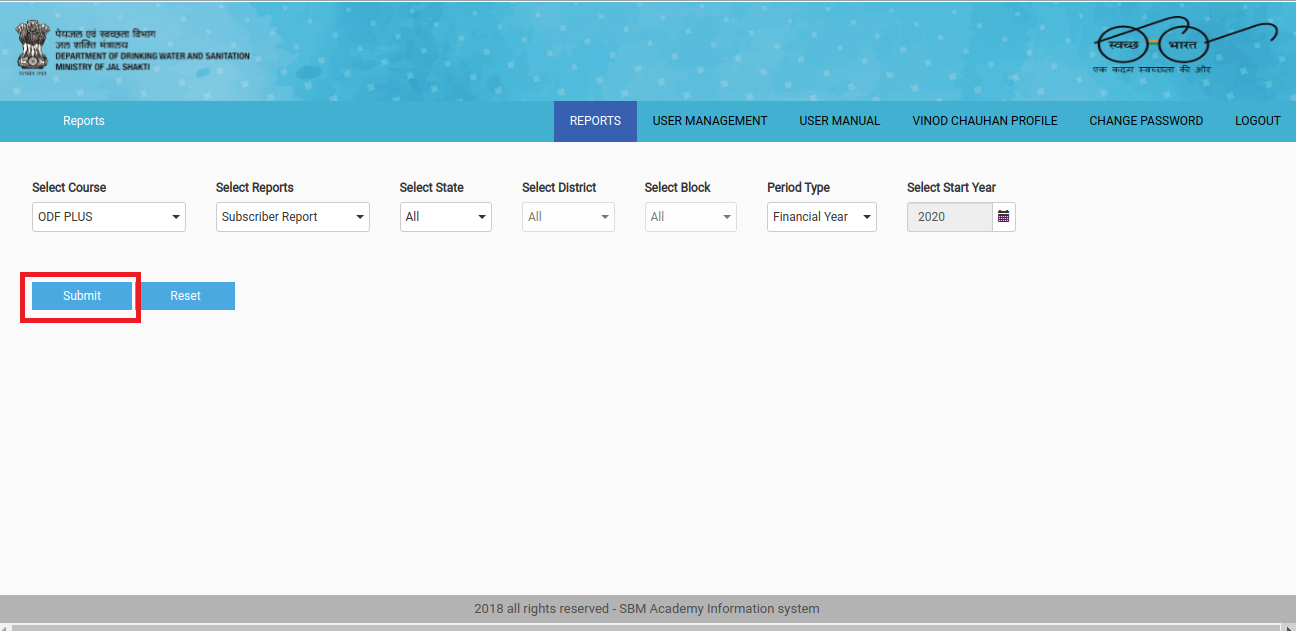 पेयजल एवं स्वच्छता विभाग
जल शक्ति मंत्रालय
DEPARTMENT OF DRINKING WATER AND SANITATION
MINISTRY OF JAL SHAKTI
सत्यमेव जयते
स्वच्छ भारत
एक कदम स्वच्छता की ओर
Reports
REPORTS
USER MANAGEMENT
USER MANUAL
VINOD CHAUHAN PROFILE
CHANGE PASSWORD
LOGOUT
Select Course
Select Reports
Select State
Select District
Select Block
Period Type
Select Start Year
ODF PLUS
Subscriber Report
All
All
All
Financial Year
2020
Submit
Reset
2018 all rights reserved - SBM Academy Information system